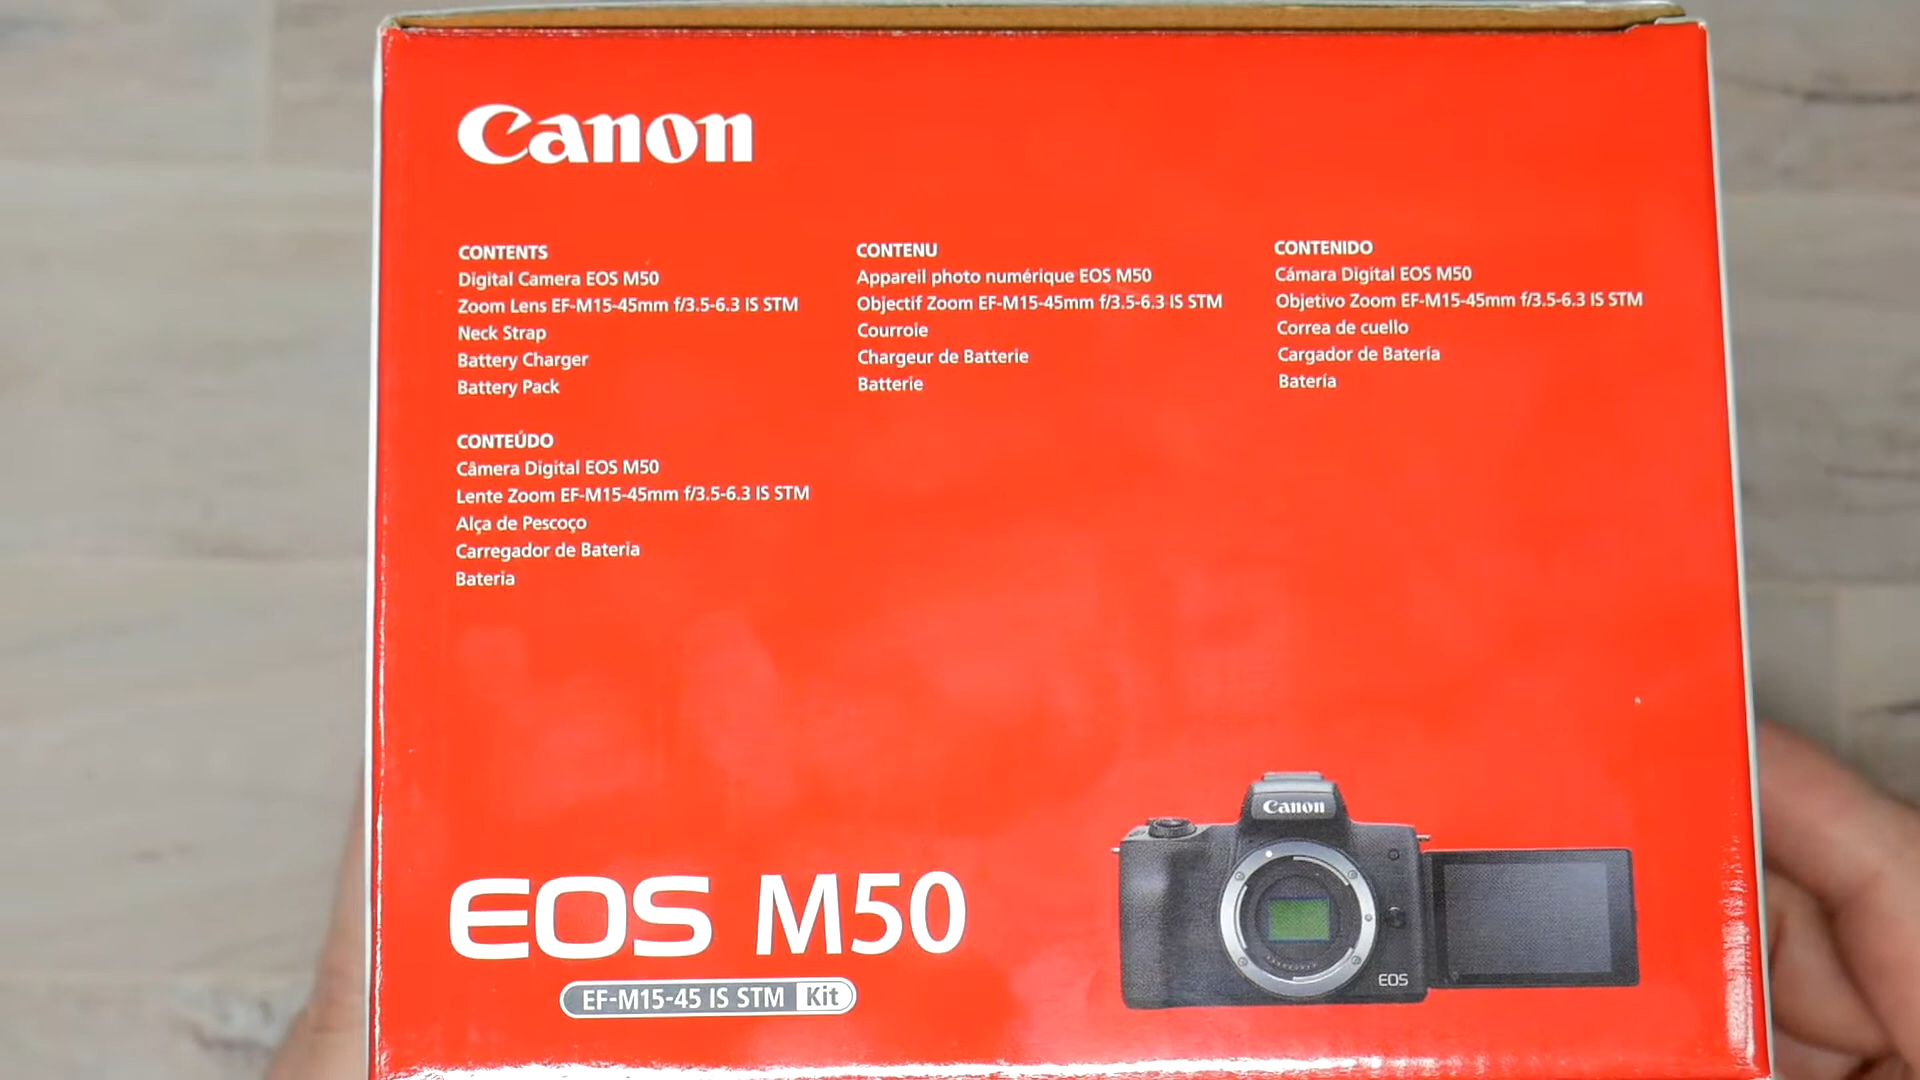 Canon
CONTENTS
Digital Camera EOS M50
Zoom Lens EF-M15-45mm f/3.5-6.3 IS STM
Neck Strap
Battery Charger
Battery Pack
CONTENU
Appareil photo numérique EOS M50
Objectif Zoom EF-M15-45mm f/3.5-6.3 IS STM
Courroie
Chargeur de Batterie
Batterie
CONTENIDO
Cámara Digital EOS M50
Objetivo Zoom EF-M15-45mm f/3.5-6.3 IS STM
Correa de cuello
Cargador de Batería
Batería
CONTEÚDO
Câmera Digital EOS M50
Lente Zoom EF-M15-45mm f/3.5-6.3 IS STM
Alça de Pescoço
Carregador de Bateria
Bateria
EOS M50
EF-M15-45 IS STM Kit
Canon
EOS